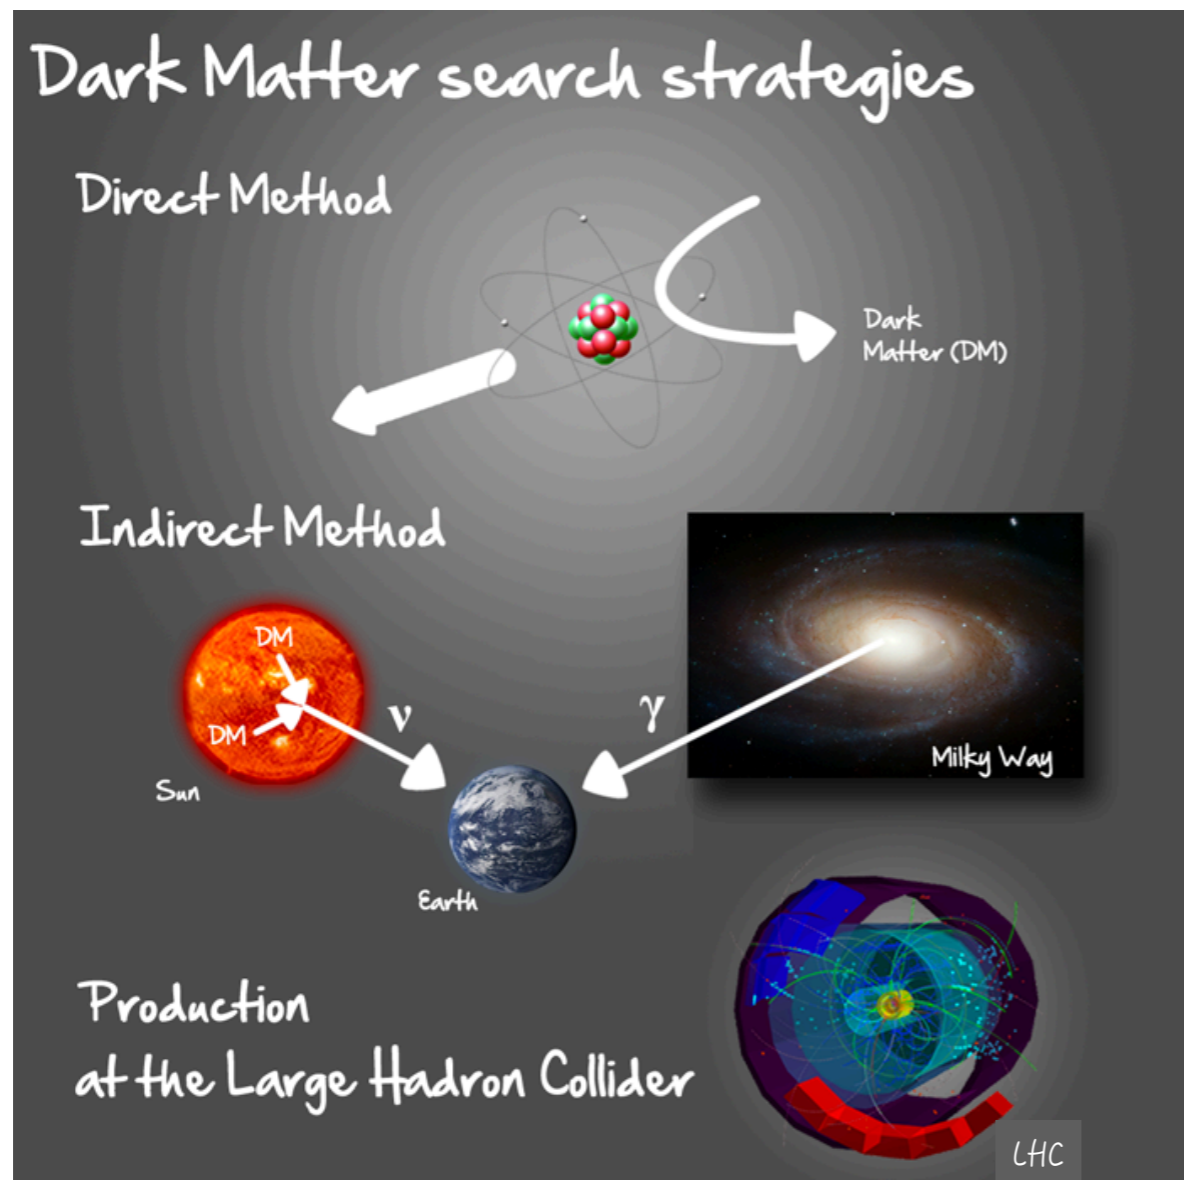 Dark Matter search strategies
Direct Method
Dark
Matter (DM)
Indirect Method
DM
DM
ν
γ
Sun
Milky Way
Earth
Production
at the Large Hadron Collider
LHC